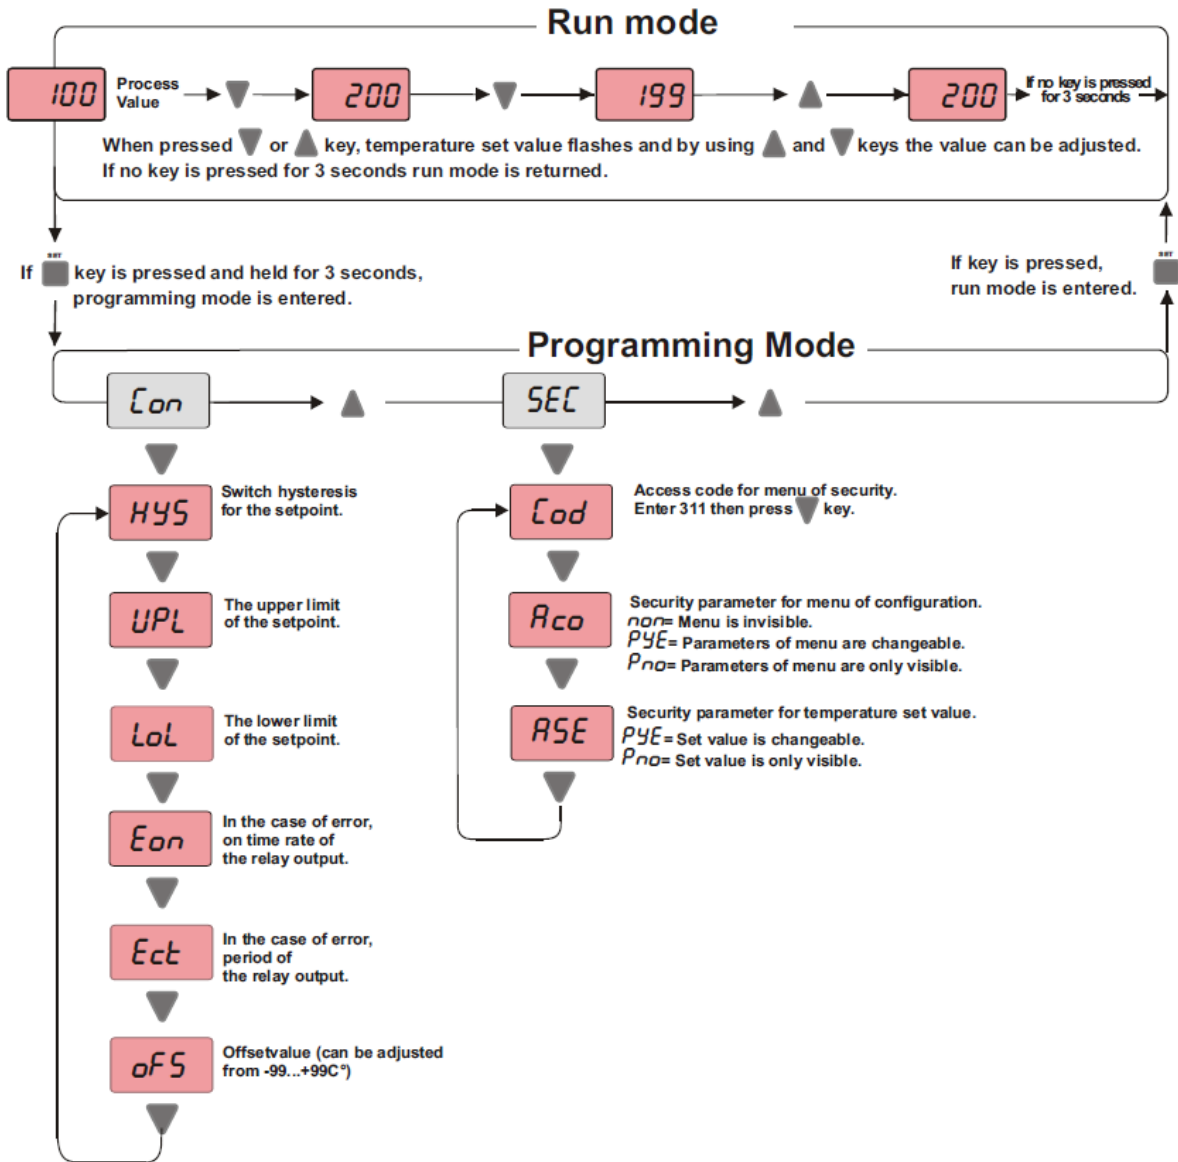 Run mode
100
Process
Value
200
199
200
If no key is pressed
for 3 seconds
When pressed or key, temperature set value flashes and by using and keys the value can be adjusted.
If no key is pressed for 3 seconds run mode is returned.
SET
If key is pressed and held for 3 seconds,
programming mode is entered.
If key is pressed,
run mode is entered.
SET
Programming Mode
Con
SEC
HYS
Switch hysteresis
for the setpoint.
UPL
The upper limit
of the setpoint.
LoL
The lower limit
of the setpoint.
Eon
In the case of error,
on time rate of
the relay output.
Ect
In the case of error,
period of
the relay output.
oFS
Offsetvalue (can be adjusted
from -99...+99C°)
Cod
Access code for menu of security.
Enter 311 then press key.
Aco
Security parameter for menu of configuration.
non= Menu is invisible.
PYE= Parameters of menu are changeable.
Pno= Parameters of menu are only visible.
ASE
Security parameter for temperature set value.
PYE= Set value is changeable.
Pno= Set value is only visible.